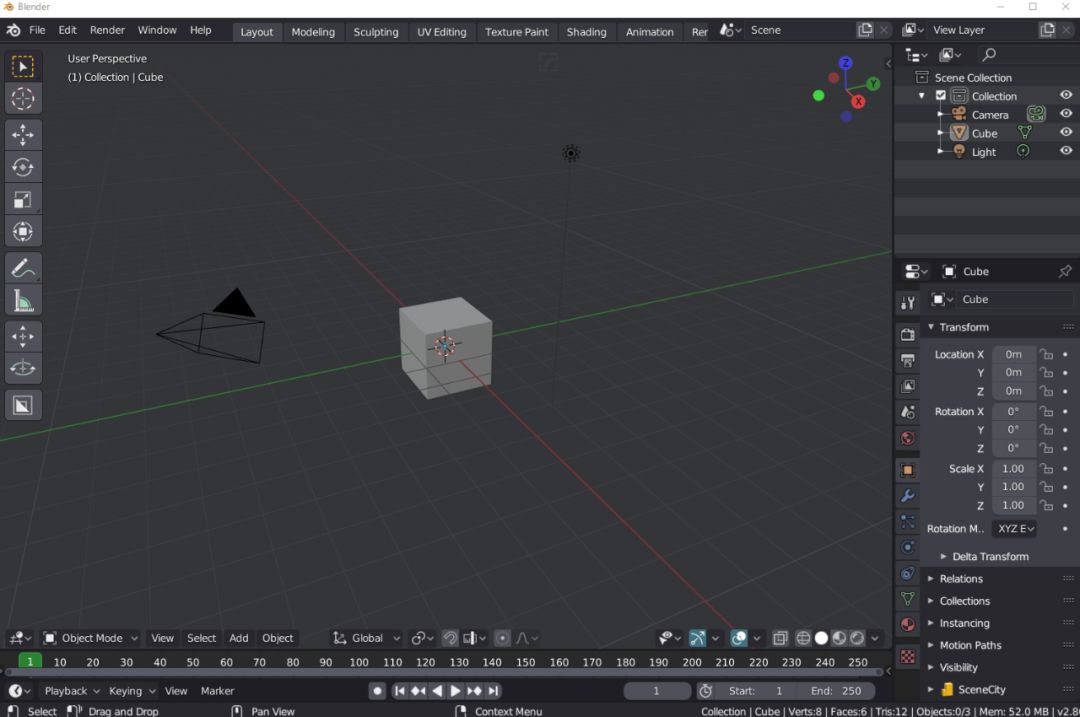 Blender
File Edit Render Window Help Layout Modeling Sculpting UV Editing Texture Paint Shading Animation Rer Scene View Layer
User Perspective
(1) Collection | Cube
Z
Y
X
Scene Collection
Collection
Camera
Cube
Light
Cube
Cube
Transform
Location X 0m
Y 0m
Z 0m
Rotation X 0°
Y 0°
Z 0°
Scale X 1.00
Y 1.00
Z 1.00
Rotation M.. XYZ E
Delta Transform
Relations
Collections
Instancing
Motion Paths
Visibility
SceneCity
Object Mode View Select Add Object Global
1 10 20 30 40 50 60 70 80 90 100 110 120 130 140 150 160 170 180 190 200 210 220 230 240 250
Playback Keying View Marker 1 Start: 1 End: 250
Select Drag and Drop Pan View Context Menu Collection | Cube | Verts:8 | Faces:6 | Tris:12 | Objects:0/3 | Mem: 52.0 MB | v2.8